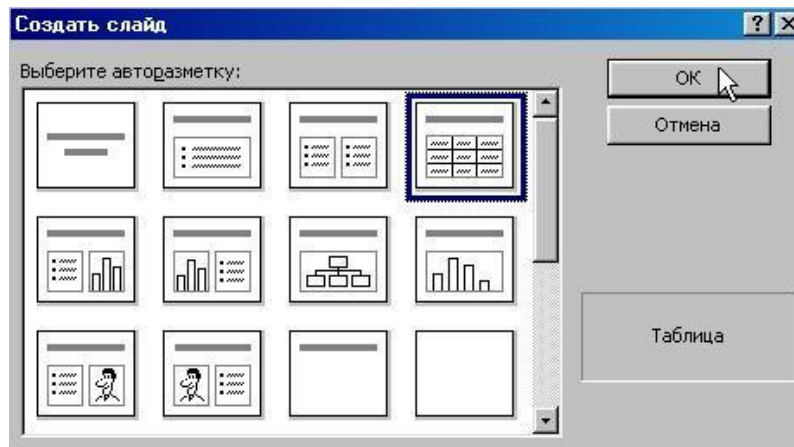 Создать слайд
Выберите авторазметку:
ОК
Отмена
Таблица